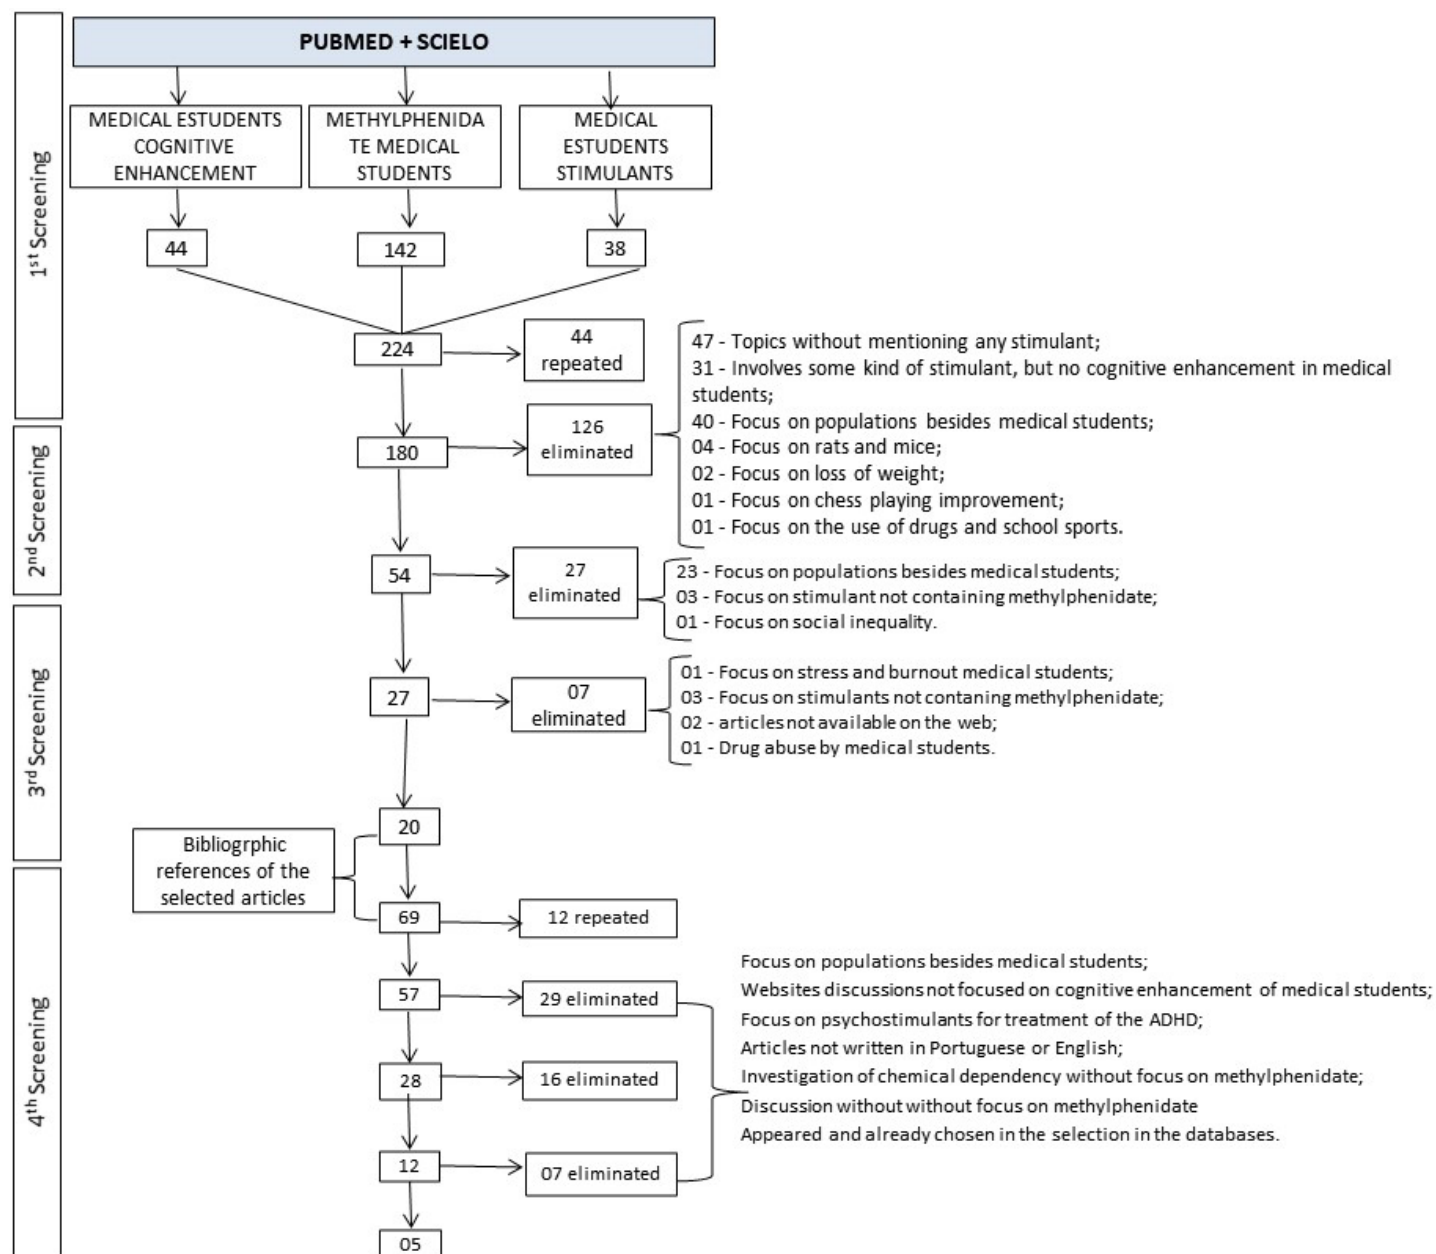 PUBMED + SCIELO
MEDICAL ESTUDENTS
COGNITIVE
ENHANCEMENT
METHYLPHENIDA
TE MEDICAL
STUDENTS
MEDICAL
ESTUDENTS
STIMULANTS
44
142
38
1st Screening
224
44
repeated
47 - Topics without mentioning any stimulant;
31 - Involves some kind of stimulant, but no cognitive enhancement in medical
students;
40 - Focus on populations besides medical students;
04 - Focus on rats and mice;
02 - Focus on loss of weight;
01 - Focus on chess playing improvement;
01 - Focus on the use of drugs and school sports.
126
eliminated
2nd Screening
180
54
27
eliminated
23 - Focus on populations besides medical students;
03 - Focus on stimulant not containing methylphenidate;
01 - Focus on social inequality.
3rd Screening
27
07
eliminated
01 - Focus on stress and burnout medical students;
03 - Focus on stimulants not contaning methylphenidate;
02 - articles not available on the web;
01 - Drug abuse by medical students.
20
Bibliogrphic
references of the
selected articles
4th Screening
69
12 repeated
57
29 eliminated
28
16 eliminated
12
07 eliminated
05
Focus on populations besides medical students;
Websites discussions not focused on cognitive enhancement of medical students;
Focus on psychostimulants for treatment of the ADHD;
Articles not written in Portuguese or English;
Investigation of chemical dependency without focus on methylphenidate;
Discussion without without focus on methylphenidate
Appeared and already chosen in the selection in the databases.